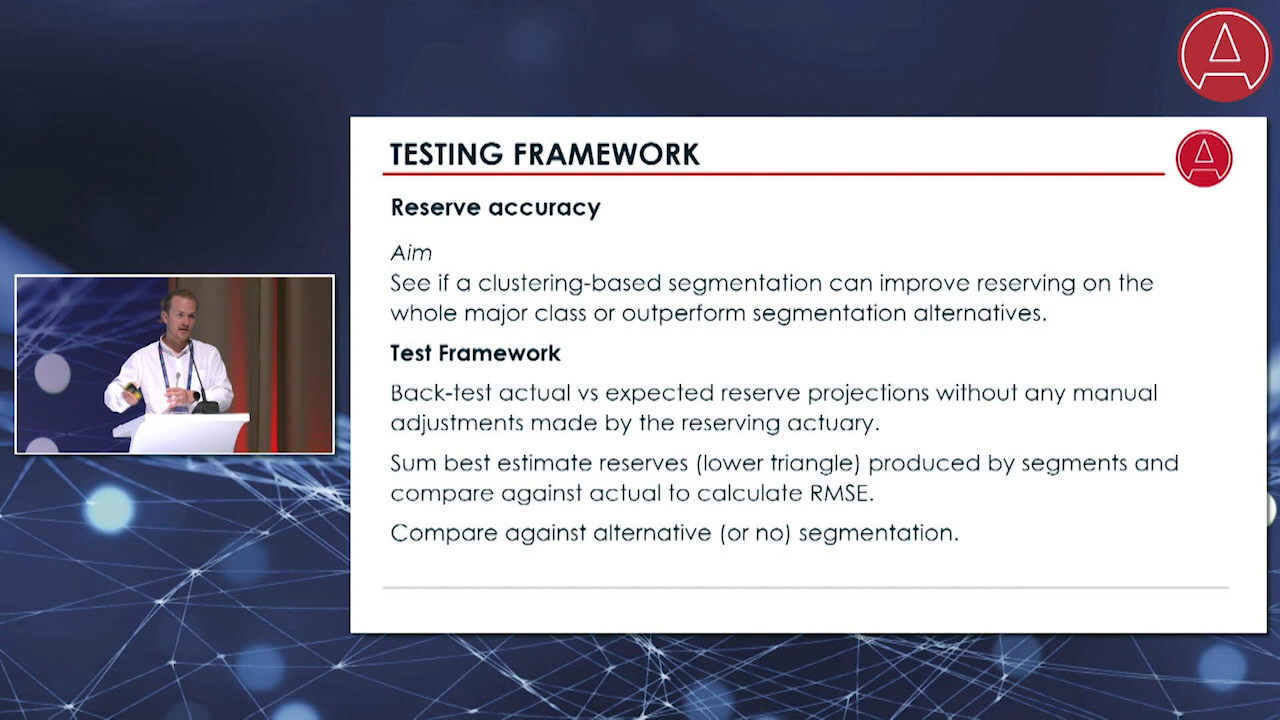 TESTING FRAMEWORK
Reserve accuracy
Aim
See if a clustering-based segmentation can improve reserving on the
whole major class or outperform segmentation alternatives.
Test Framework
Back-test actual vs expected reserve projections without any manual
adjustments made by the reserving actuary.
Sum best estimate reserves (lower triangle) produced by segments and
compare against actual to calculate RMSE.
Compare against alternative (or no) segmentation.